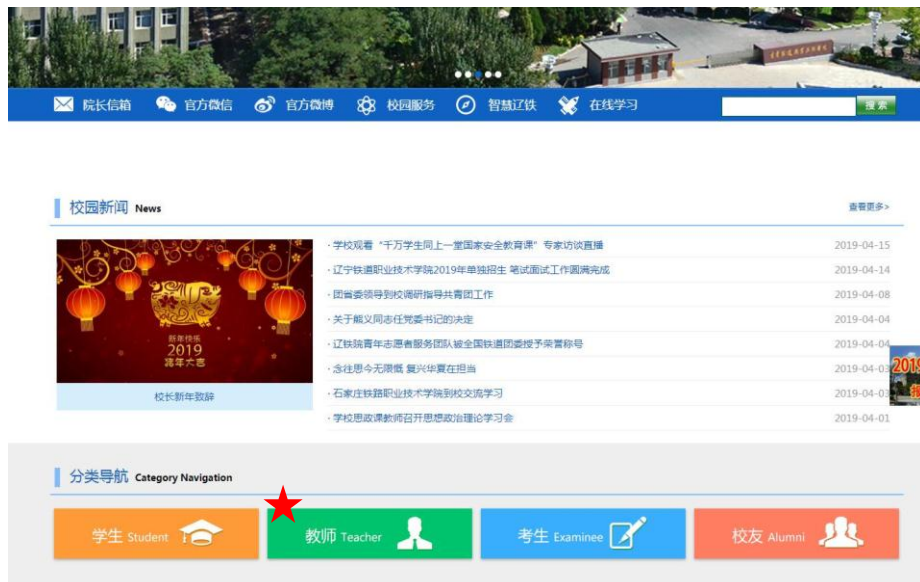 院长信箱 官方微信 官方微博 校园服务 智慧辽铁 在线学习 搜索
校园新闻 News 查看更多>
·学校观看“千万学生同上一堂国家安全教育课”专家访谈直播 2019-04-15
·辽宁铁道职业技术学院2019年单独招生 笔试面试工作圆满完成 2019-04-14
·团省委领导到校调研指导共青团工作 2019-04-08
·关于熊义同志任党委书记的决定 2019-04-04
·辽铁院青年志愿者服务团队被全国铁道团委授予荣誉称号 2019-04-04
·念往思今无限慨 复兴华夏在担当 2019-04-03
·石家庄铁路职业技术学院到校交流学习 2019-04-03
·学校思政课教师召开思想政治理论学习会 2019-04-01
新年快乐
2019
猪年大吉
校长新年致辞
2019
分类导航 Category Navigation
学生 Student 教师 Teacher 考生 Examinee 校友 Alumni